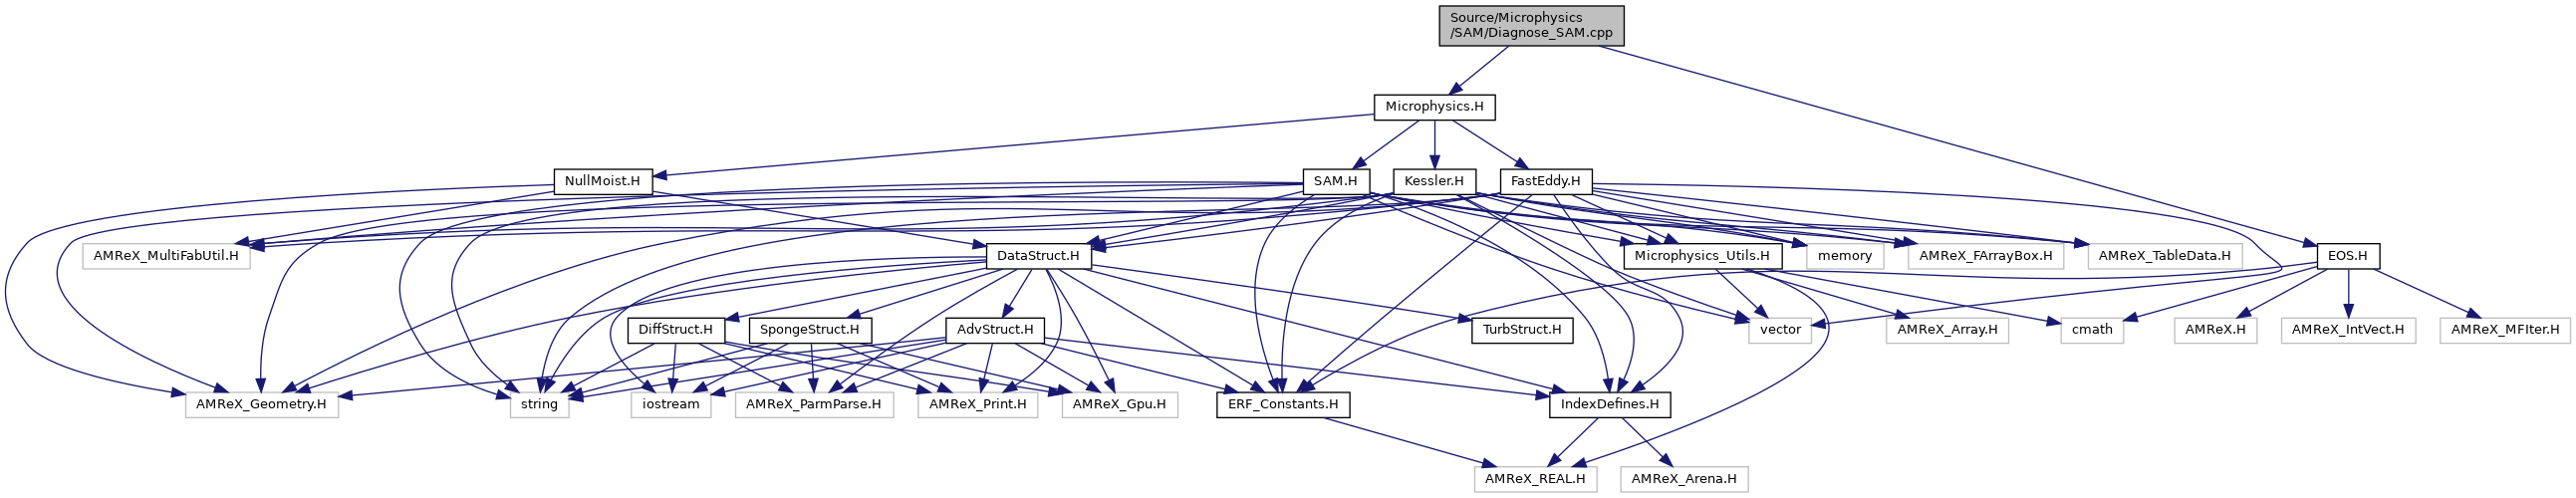 Source/Microphysics
/SAM/Diagnose_SAM.cpp
Microphysics.H
NullMoist.H
SAM.H
Kessler.H
FastEddy.H
AMReX_MultiFabUtil.H
DataStruct.H
Microphysics_Utils.H
memory
AMReX_FArrayBox.H
AMReX_TableData.H
EOS.H
DiffStruct.H
SpongeStruct.H
AdvStruct.H
TurbStruct.H
vector
AMReX_Array.H
cmath
AMReX.H
AMReX_IntVect.H
AMReX_MFIter.H
AMReX_Geometry.H
string
iostream
AMReX_ParmParse.H
AMReX_Print.H
AMReX_Gpu.H
ERF_Constants.H
IndexDefines.H
AMReX_REAL.H
AMReX_Arena.H